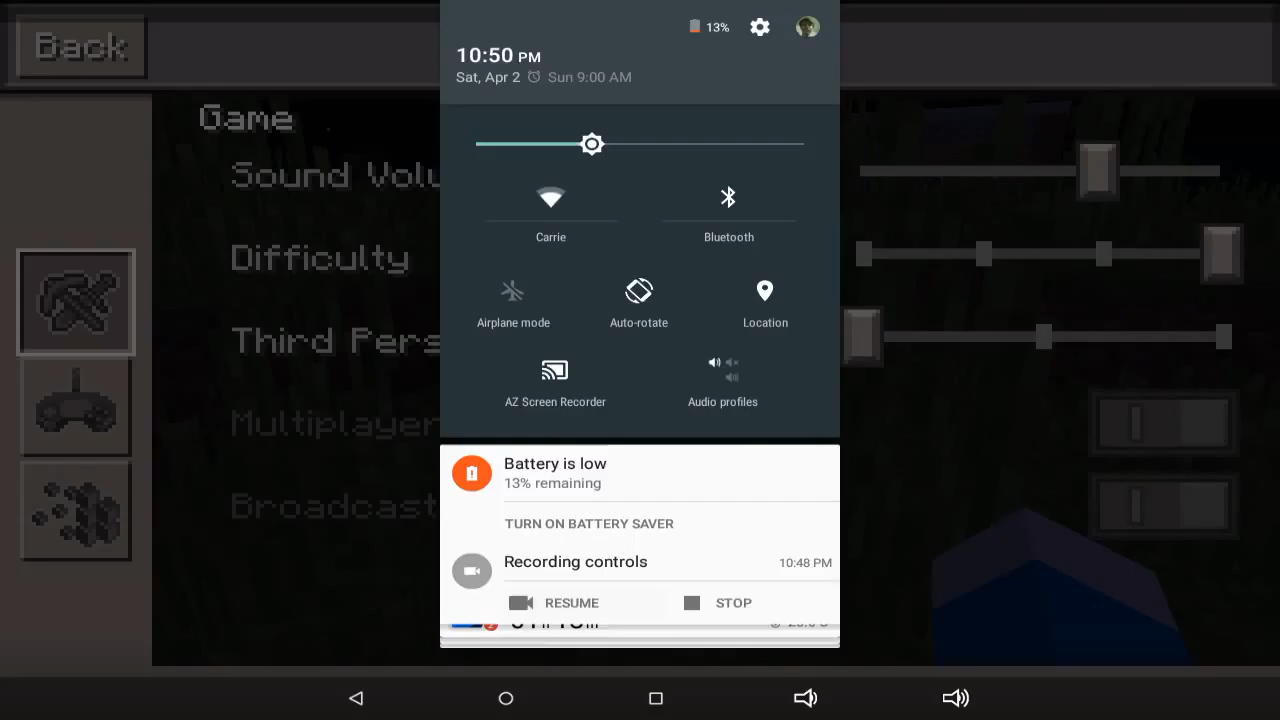 Back
13%
10:50 PM
Sat, Apr 2 Sun 9:00 AM
Game
Sound Volu
Carrie
Bluetooth
Difficulty
Airplane mode
Auto-rotate
Location
Third Pers
AZ Screen Recorder
Audio profiles
Multiplayer
Battery is low
13% remaining
Broadcast
TURN ON BATTERY SAVER
Recording controls
10:48 PM
RESUME
STOP